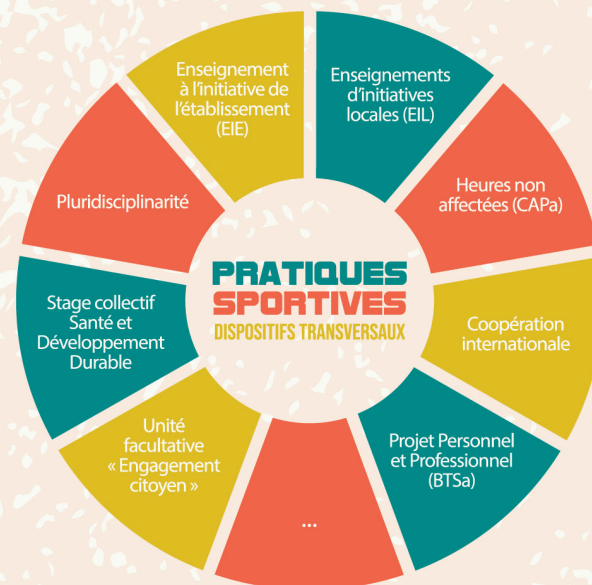 PRATIQUES
SPORTIVES
DISPOSITIFS TRANSVERSAUX
Enseignements
d'initiatives
locales (EIL)
Heures non
affectées (CAPa)
Coopération
internationale
Projet Personnel
et Professionnel
(BTSa)
...
Unité
facultative
« Engagement
citoyen »
Stage collectif
Santé et
Développement
Durable
Pluridisciplinarité
Enseignement
à l'initiative de
l'établissement
(EIE)